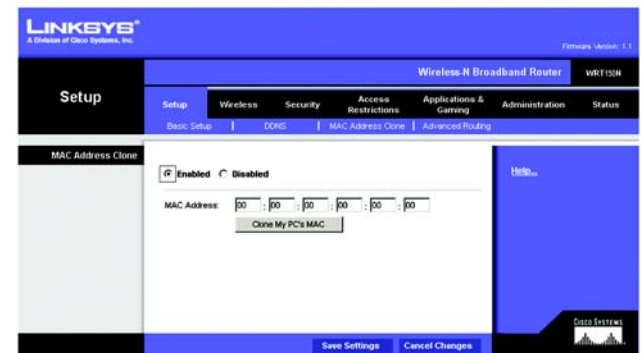 LINKSYS®
A Division of Cisco Systems, Inc.
Firmware Version: 1.1
Wireless-N Broadband Router WRT150N
Setup
Setup Wireless Security Access Restrictions Applications & Gaming Administration Status
Basic Setup | DDNS | MAC Address Clone | Advanced Routing
MAC Address Clone
Enabled Disabled
Help...
MAC Address: 00 : 00 : 00 : 00 : 00 : 00
Clone My PC's MAC
CISCO SYSTEMS
Save Settings Cancel Changes